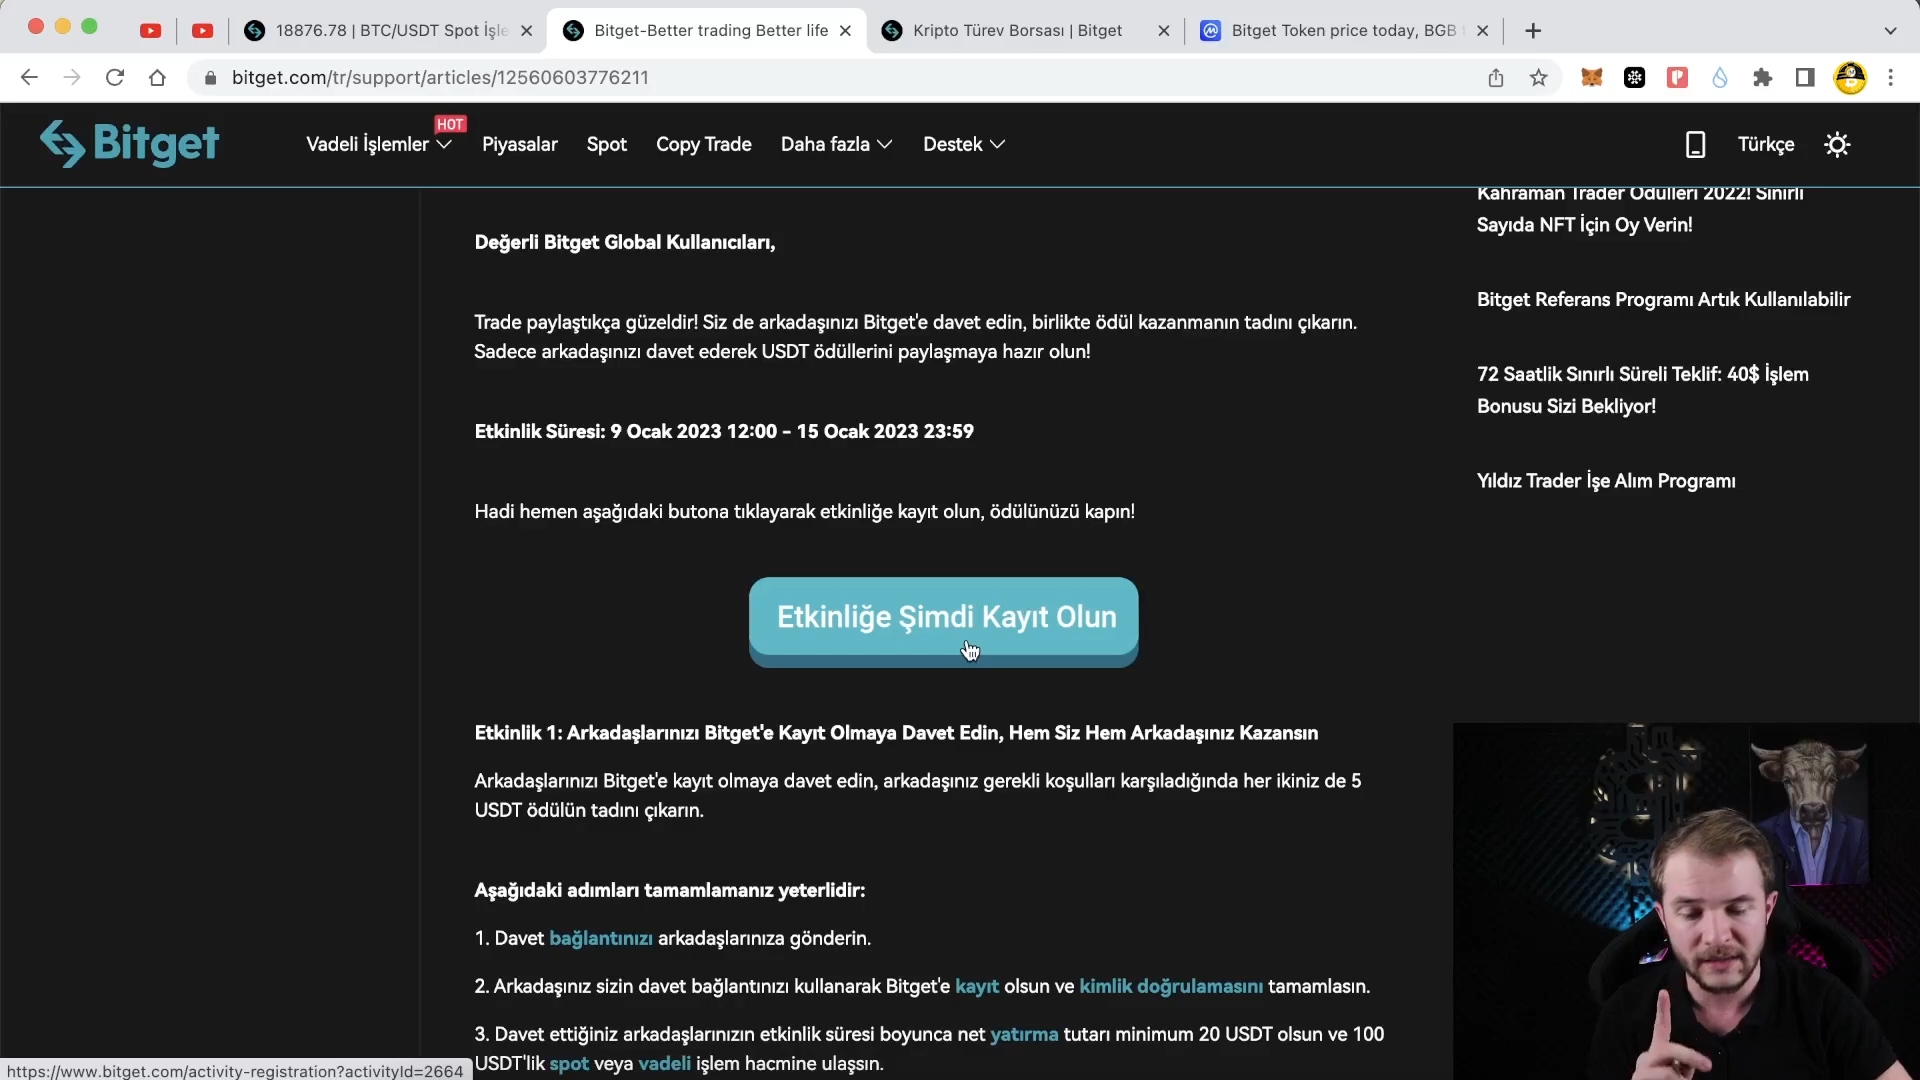 18876.78 | BTC/USDT Spot İşle
Bitget-Better trading Better life
Kripto Türev Borsası | Bitget
Bitget Token price today, BGB
bitget.com/tr/support/articles/12560603776211
Bitget
Vadeli İşlemler
HOT
Piyasalar
Spot
Copy Trade
Daha fazla
Destek
Türkçe
Kahraman Trader Ödülleri 2022! Sınırlı
Sayıda NFT İçin Oy Verin!
Bitget Referans Programı Artık Kullanılabilir
72 Saatlik Sınırlı Süreli Teklif: 40$ İşlem
Bonusu Sizi Bekliyor!
Yıldız Trader İşe Alım Programı
Değerli Bitget Global Kullanıcıları,
Trade paylaştıkça güzeldir! Siz de arkadaşınızı Bitget'e davet edin, birlikte ödül kazanmanın tadını çıkarın.
Sadece arkadaşınızı davet ederek USDT ödüllerini paylaşmaya hazır olun!
Etkinlik Süresi: 9 Ocak 2023 12:00 - 15 Ocak 2023 23:59
Hadi hemen aşağıdaki butona tıklayarak etkinliğe kayıt olun, ödülünüzü kapın!
Etkinliğe Şimdi Kayıt Olun
Etkinlik 1: Arkadaşlarınızı Bitget'e Kayıt Olmaya Davet Edin, Hem Siz Hem Arkadaşınız Kazansın
Arkadaşlarınızı Bitget'e kayıt olmaya davet edin, arkadaşınız gerekli koşulları karşıladığında her ikiniz de 5
USDT ödülün tadını çıkarın.
Aşağıdaki adımları tamamlamanız yeterlidir:
1. Davet bağlantınızı arkadaşlarınıza gönderin.
2. Arkadaşınız sizin davet bağlantınızı kullanarak Bitget'e kayıt olsun ve kimlik doğrulamasını tamamlasın.
3. Davet ettiğiniz arkadaşlarınızın etkinlik süresi boyunca net yatırma tutarı minimum 20 USDT olsun ve 100
USDT'lik spot veya vadeli işlem hacmine ulaşsın.
https://www.bitget.com/activity-registration?activityId=2664